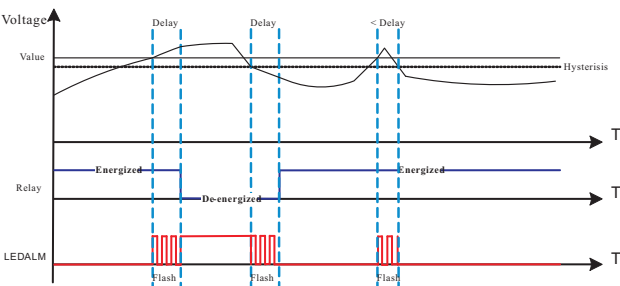 Voltage
Delay
Delay
< Delay
Value
Hysterisis
T
Energized
Energized
Relay
De-energized
T
LEDALM
T
Flash
Flash
Flash